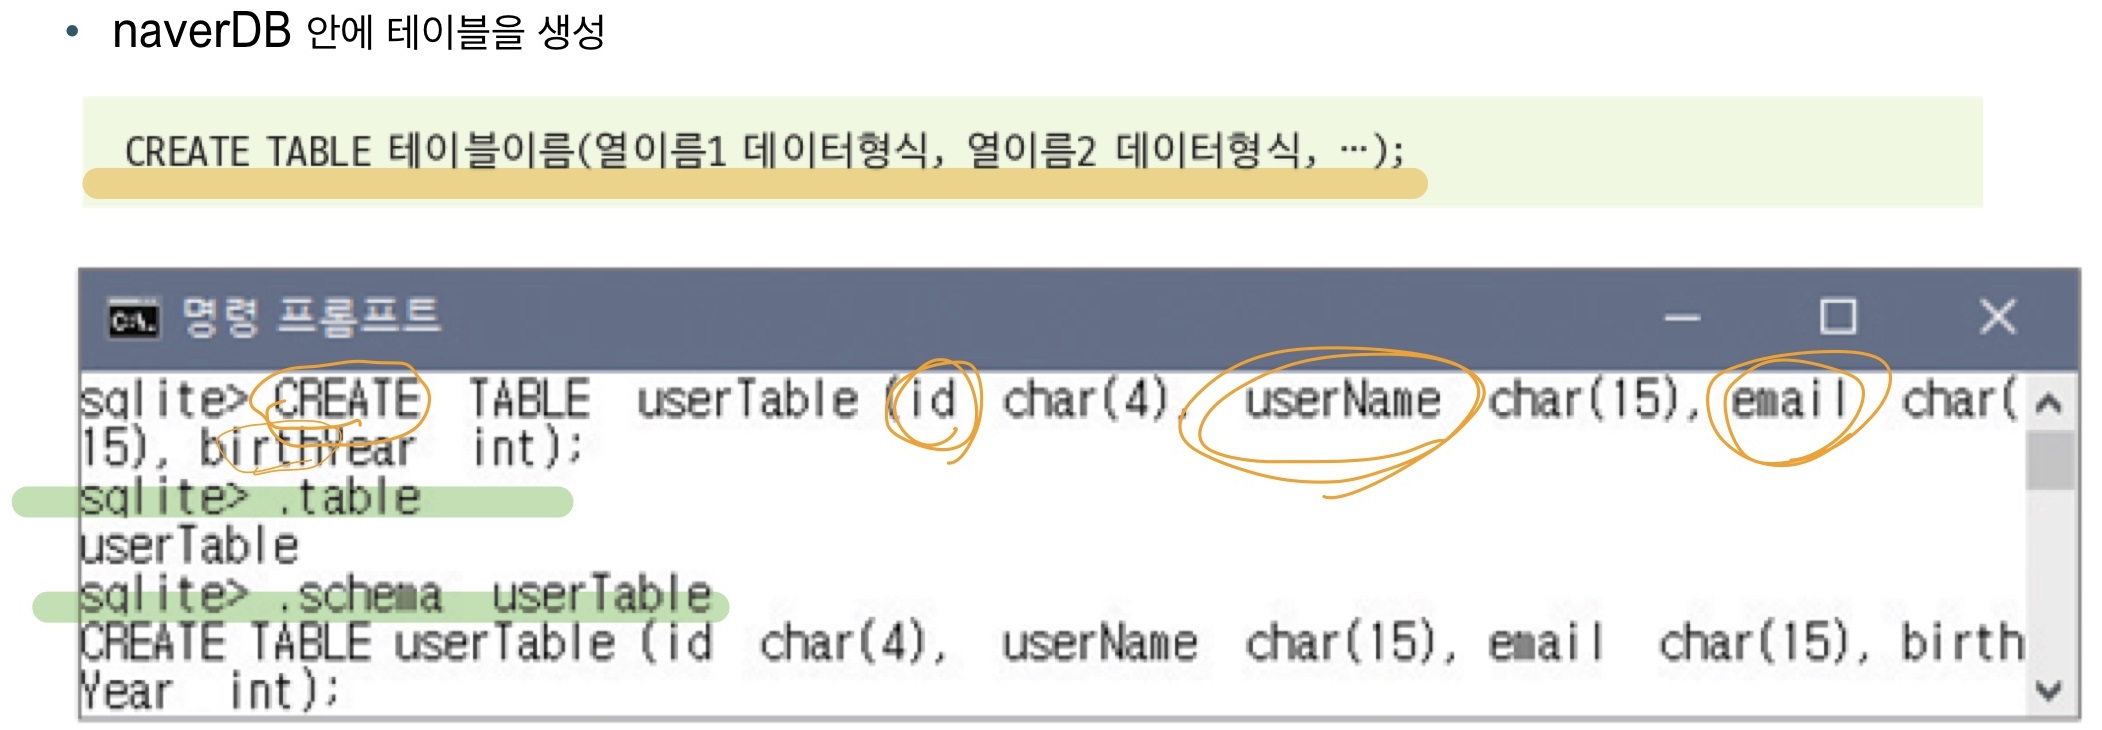 • naverDB 안에 테이블을 생성
CREATE TABLE 테이블이름(열이름1 데이터형식, 열이름2 데이터형식, …);
C:\. 명령 프롬프트
sqlite> CREATE TABLE userTable (id char(4), userName char(15), email char(
15), birthYear int);
sqlite> .table
userTable
sqlite> .schema userTable
CREATE TABLE userTable (id char(4), userName char(15), email char(15), birth
Year int);